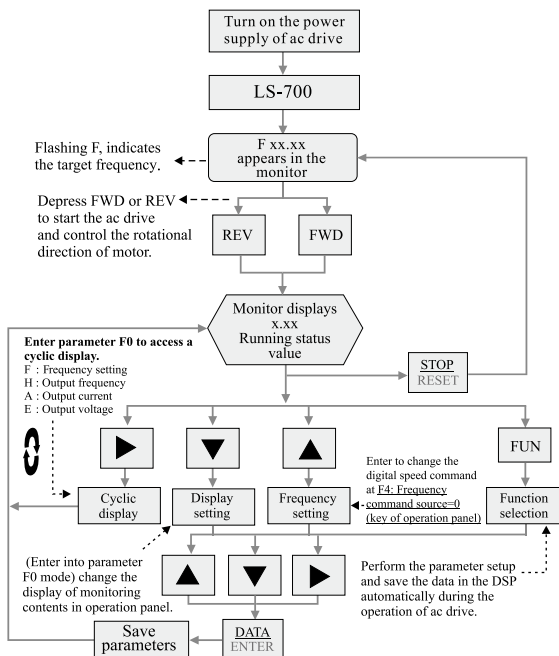 Turn on the power
supply of ac drive
LS-700
F xx.xx
appears in the
monitor
Flashing F, indicates
the target frequency.
Depress FWD or REV
to start the ac drive
and control the rotational
direction of motor.
REV
FWD
Monitor displays
x.xx
Running status
value
Enter parameter F0 to access a
cyclic display.
F : Frequency setting
H : Output frequency
A : Output current
E : Output voltage
STOP
RESET
FUN
Cyclic
display
Display
setting
Frequency
setting
Enter to change the
digital speed command
at F4: Frequency
command source=0
(key of operation panel)
Function
selection
(Enter into parameter
F0 mode) change the
display of monitoring
contents in operation panel.
Perform the parameter setup
and save the data in the DSP
automatically during the
operation of ac drive.
Save
parameters
DATA
ENTER